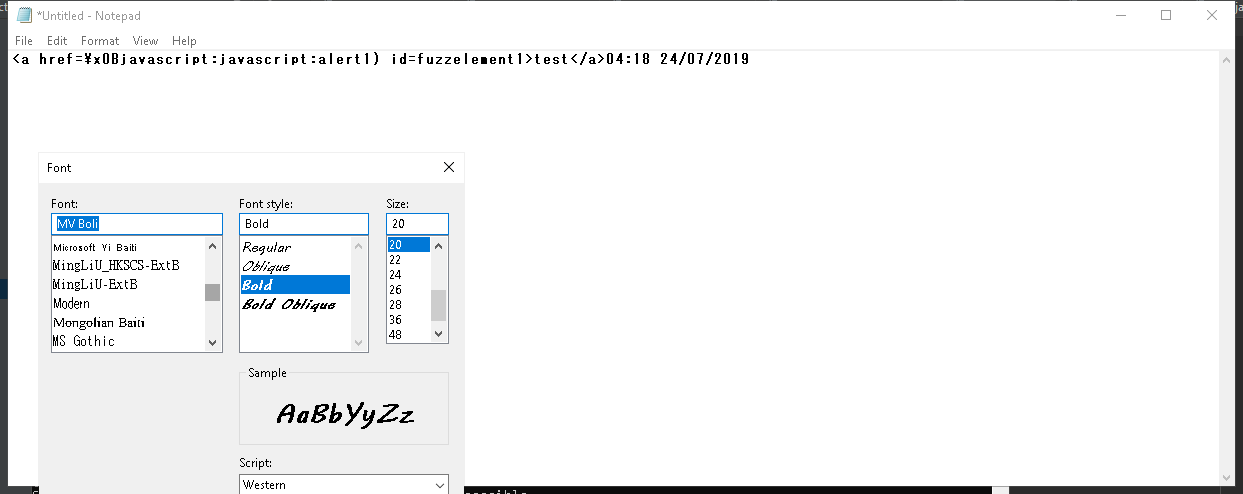 *Untitled - Notepad
File Edit Format View Help
<a href=¥x0Bjavascript:javascript:alert1) id=fuzzelement1>test</a>04:18 24/07/2019
Font
Font: Font style: Size:
MV Boli Bold 20
Microsoft Yi Baiti Regular 20
MingLiU_HKSCS-ExtB Oblique 22
MingLiU-ExtB Bold 24
Modern Bold Oblique 26
Mongolian Baiti 28
MS Gothic 36
48
Sample
AaBbYyZz
Script:
Western